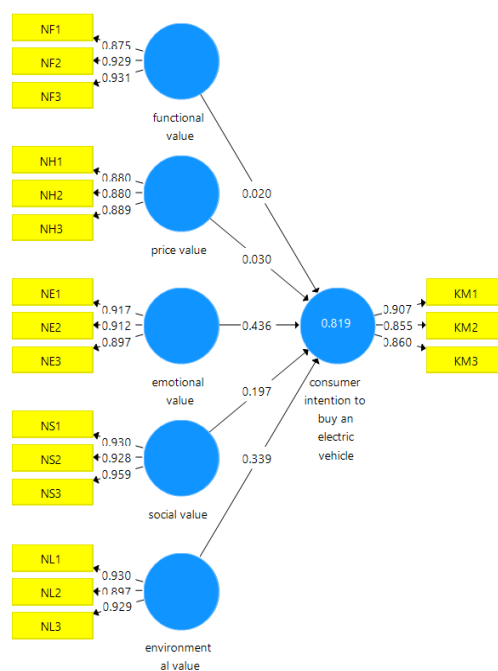 NF1
0.875
NF2
0.929
0.931
NF3
functional
value
0.020
NH1
0.880
NH2
0.880
0.889
NH3
price value
0.030
NE1
0.917
NE2
0.912
0.897
NE3
emotional
value
0.436
0.819
consumer
intention to
buy an
electric
vehicle
0.907
KM1
0.855
KM2
0.860
KM3
0.197
NS1
0.930
NS2
0.928
0.959
NS3
social value
0.339
NL1
0.930
NL2
0.897
0.929
NL3
environment
al value